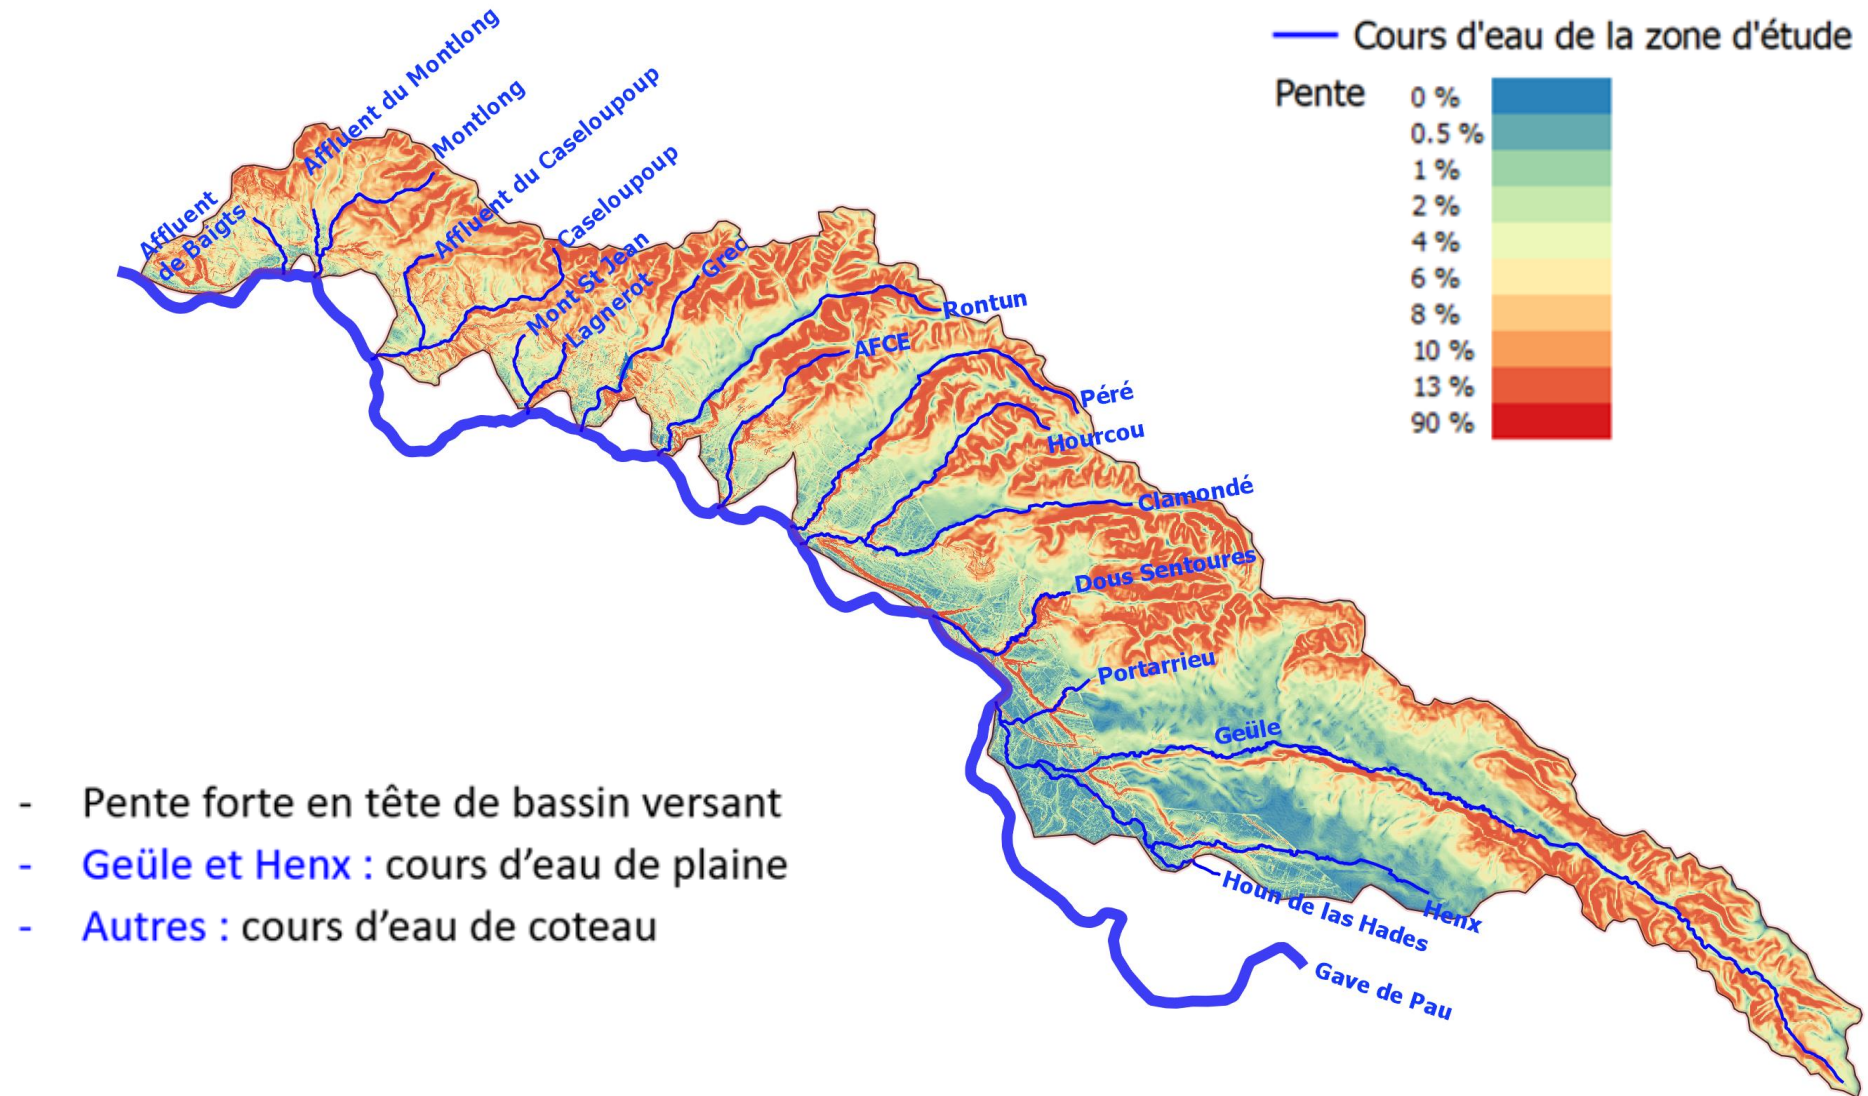 Cours d'eau de la zone d'étude
Pente
0 %
0.5 %
1 %
2 %
4 %
6 %
8 %
10 %
13 %
90 %
Affluent
de Baigts
Affluent du Montlong
Montlong
Affluent du Caseloupoup
Caseloupoup
Mont St Jean
Lagnerot
Grec
Rontun
AFCE
Péré
Hourcou
Clamondé
Dous Sentoures
Portarrieu
Geüle
Houn de las Hades
Henx
Gave de Pau
- Pente forte en tête de bassin versant
- Geüle et Henx : cours d’eau de plaine
- Autres : cours d’eau de coteau